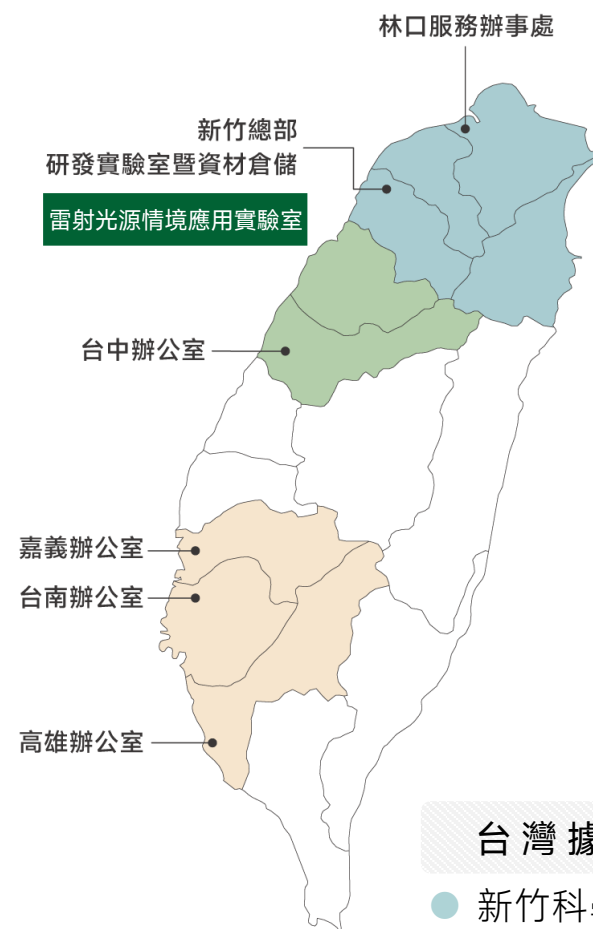 林口服務辦事處
新竹總部
研發實驗室暨資材倉儲
雷射光源情境應用實驗室
台中辦公室
嘉義辦公室
台南辦公室
高雄辦公室
台灣據
新竹科